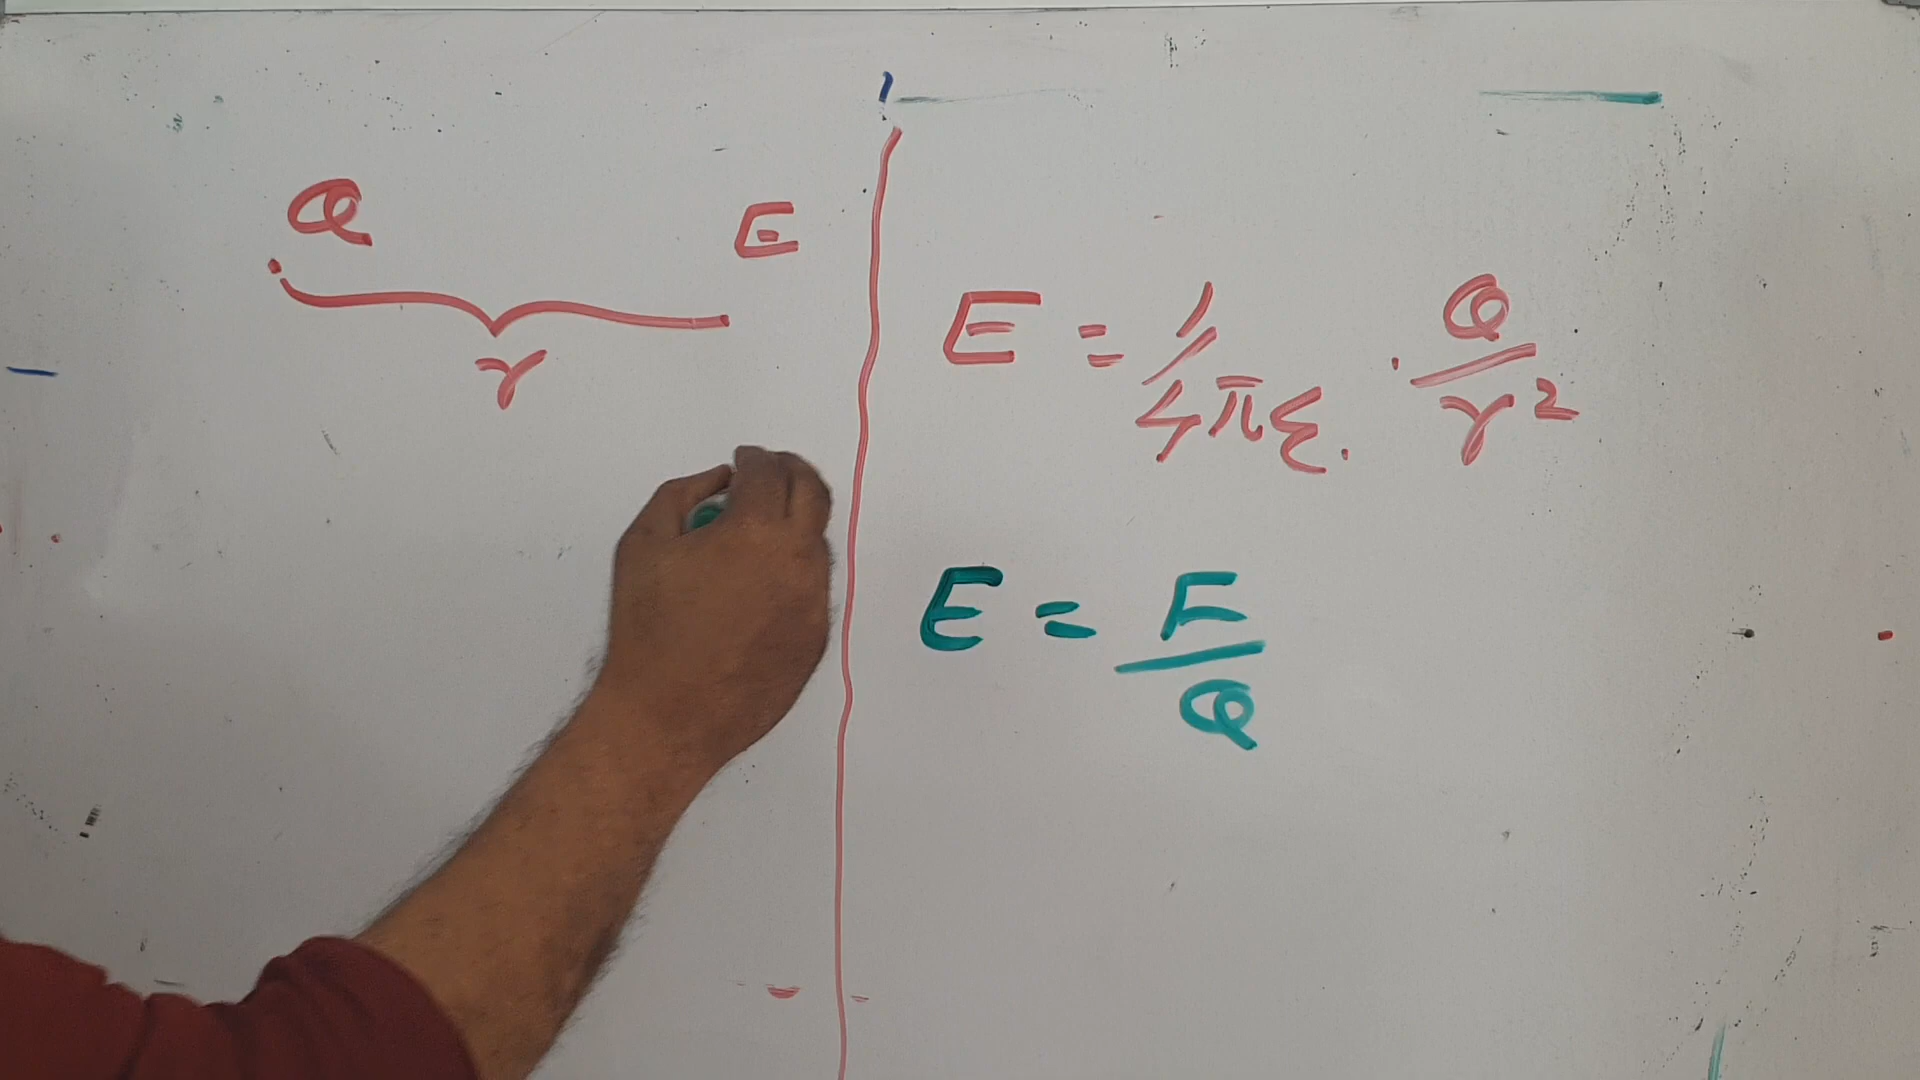 Q E
r
E = 1/4πε. · Q/r²
E = F/Q